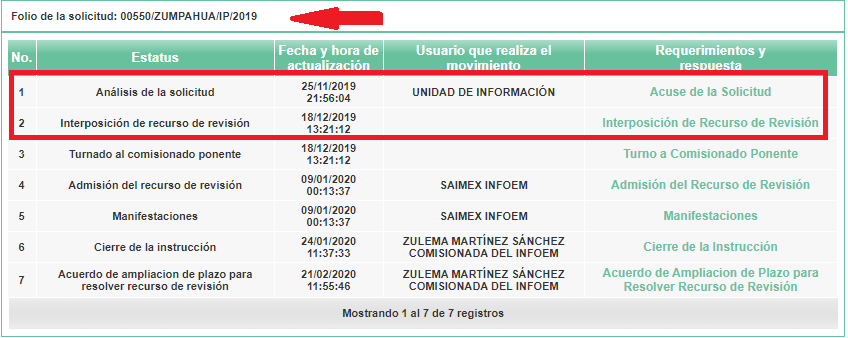 Folio de la solicitud: 00550/ZUMPAHUA/IP/2019
No. Estatus Fecha y hora de actualización Usuario que realiza el movimiento Requerimientos y respuesta
1 Análisis de la solicitud 25/11/2019 21:56:04 UNIDAD DE INFORMACIÓN Acuse de la Solicitud
2 Interposición de recurso de revisión 18/12/2019 13:21:12 Interposición de Recurso de Revisión
3 Turnado al comisionado ponente 18/12/2019 13:21:12 Turno a Comisionado Ponente
4 Admisión del recurso de revisión 09/01/2020 00:13:37 SAIMEX INFOEM Admisión del Recurso de Revisión
5 Manifestaciones 09/01/2020 00:13:37 SAIMEX INFOEM Manifestaciones
6 Cierre de la instrucción 24/01/2020 11:37:33 ZULEMA MARTÍNEZ SÁNCHEZ COMISIONADA DEL INFOEM Cierre de la Instrucción
7 Acuerdo de ampliacion de plazo para resolver recurso de revisión 21/02/2020 11:55:46 ZULEMA MARTÍNEZ SÁNCHEZ COMISIONADA DEL INFOEM Acuerdo de Ampliacion de Plazo para Resolver Recurso de Revisión
Mostrando 1 al 7 de 7 registros